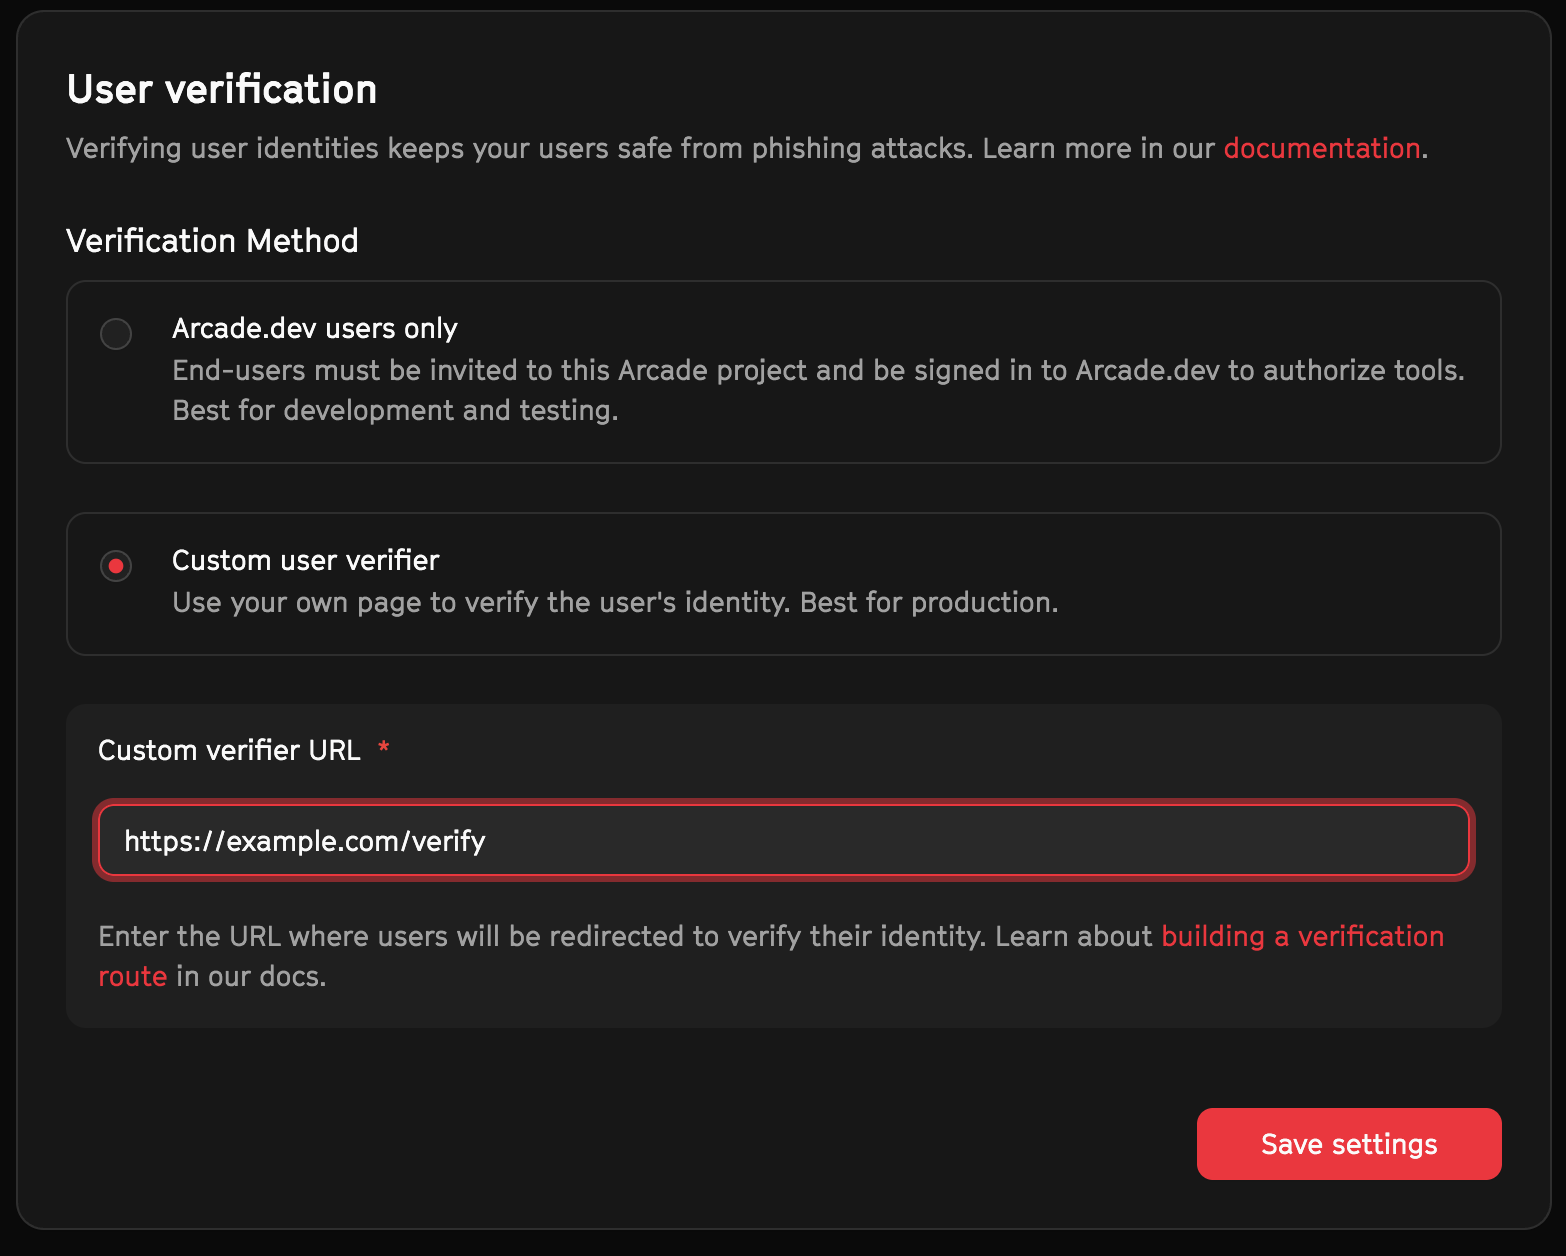 User verification
Verifying user identities keeps your users safe from phishing attacks. Learn more in our documentation.
Verification Method
Arcade.dev users only
End-users must be invited to this Arcade project and be signed in to Arcade.dev to authorize tools.
Best for development and testing.
Custom user verifier
Use your own page to verify the user's identity. Best for production.
Custom verifier URL *
https://example.com/verify
Enter the URL where users will be redirected to verify their identity. Learn about building a verification
route in our docs.
Save settings